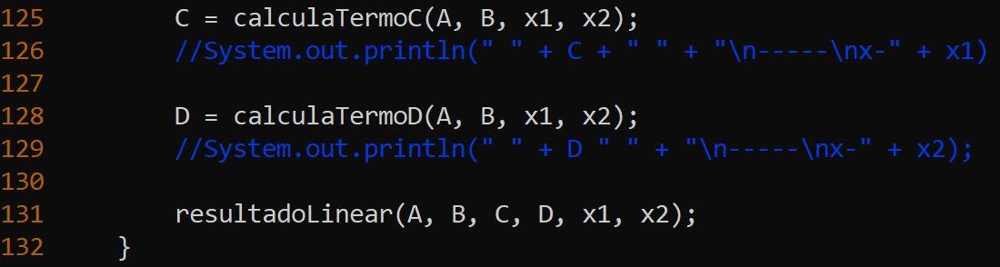 125         C = calculaTermoC(A, B, x1, x2);
126         //System.out.println(" " + C + " " + "\n-----\nx-" + x1)
127
128         D = calculaTermoD(A, B, x1, x2);
129         //System.out.println(" " + D " " + "\n-----\nx-" + x2);
130
131         resultadoLinear(A, B, C, D, x1, x2);
132     }